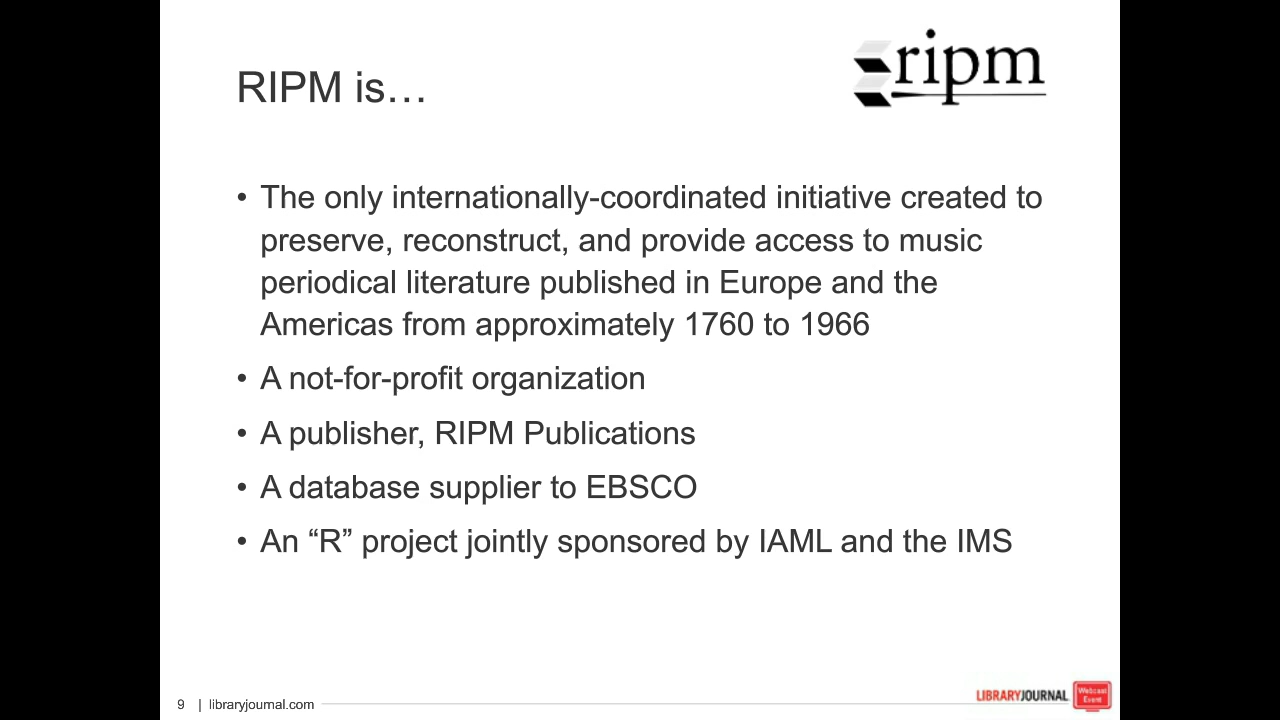 ripm
RIPM is…
• The only internationally-coordinated initiative created to
preserve, reconstruct, and provide access to music
periodical literature published in Europe and the
Americas from approximately 1760 to 1966
• A not-for-profit organization
• A publisher, RIPM Publications
• A database supplier to EBSCO
• An “R” project jointly sponsored by IAML and the IMS
9 | libraryjournal.com
LIBRARYJOURNAL
Webcast
Event